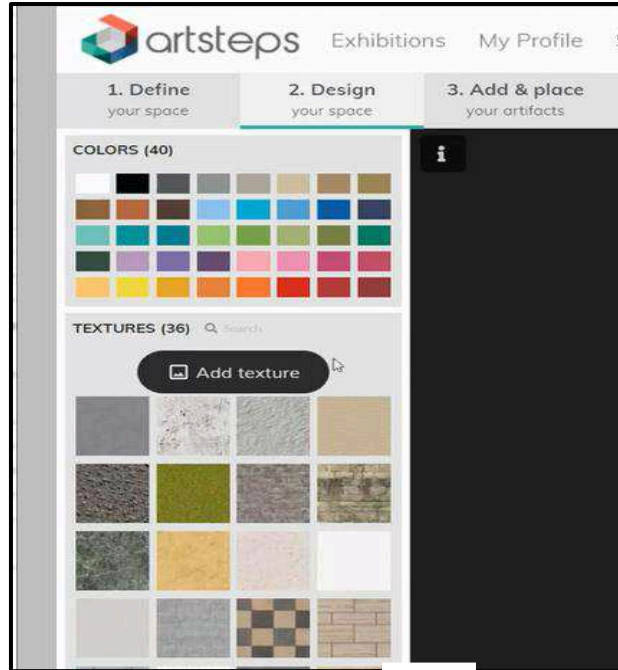 artsteps Exhibitions My Profile
1. Define 2. Design 3. Add & place
your space your space your artifacts
COLORS (40)
i
TEXTURES (36) Search
Add texture